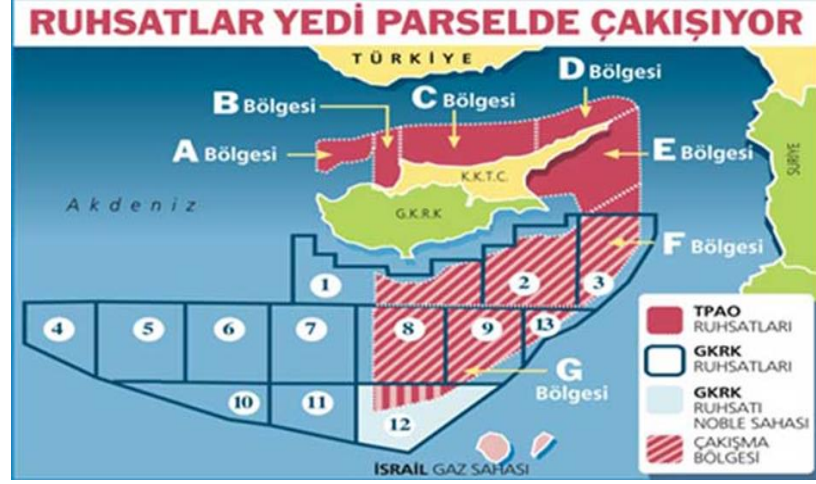 RUHSATLAR YEDİ PARSELDE ÇAKIŞIYOR
TÜRKİYE
D Bölgesi
C Bölgesi
B Bölgesi
A Bölgesi
E Bölgesi
K.K.T.C.
SURİYE
Akdeniz
G.K.R.K
F Bölgesi
1
2
3
4
5
6
7
8
9
13
G
Bölgesi
10
11
12
İSRAİL GAZ SAHASI
TPAO
RUHSATLARI
GKRK
RUHSATLARI
GKRK
RUHSATI
NOBLE SAHASI
ÇAKIŞMA
BÖLGESİ